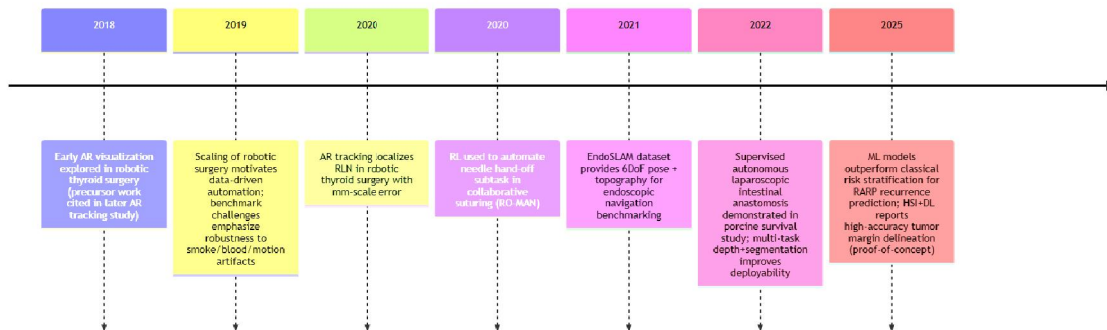 2018
2019
2020
2020
2021
2022
2025
Early AR visualization
explored in robotic
thyroid surgery
(precursor work
cited in later AR
tracking study)
Scaling of robotic
surgery motivates
data-driven
automation;
benchmark
challenges
emphasize
robustness to
smoke/blood/motion
artifacts
AR tracking localizes
RLN in robotic
thyroid surgery with
mm-scale error
RL used to automate
needle hand-off
subtask in
collaborative
suturing (RO-MAN)
EndoSLAM dataset
provides 6DoF pose +
topography for
endoscopic
navigation
benchmarking
Supervised
autonomous
laparoscopic
intestinal
anastomosis
demonstrated in
porcine survival
study; multi-task
depth+segmentation
improves
deployability
ML models
outperform classical
risk stratification for
RARP recurrence
prediction; HSI+DL
reports
high-accuracy tumor
margin delineation
(proof-of-concept)